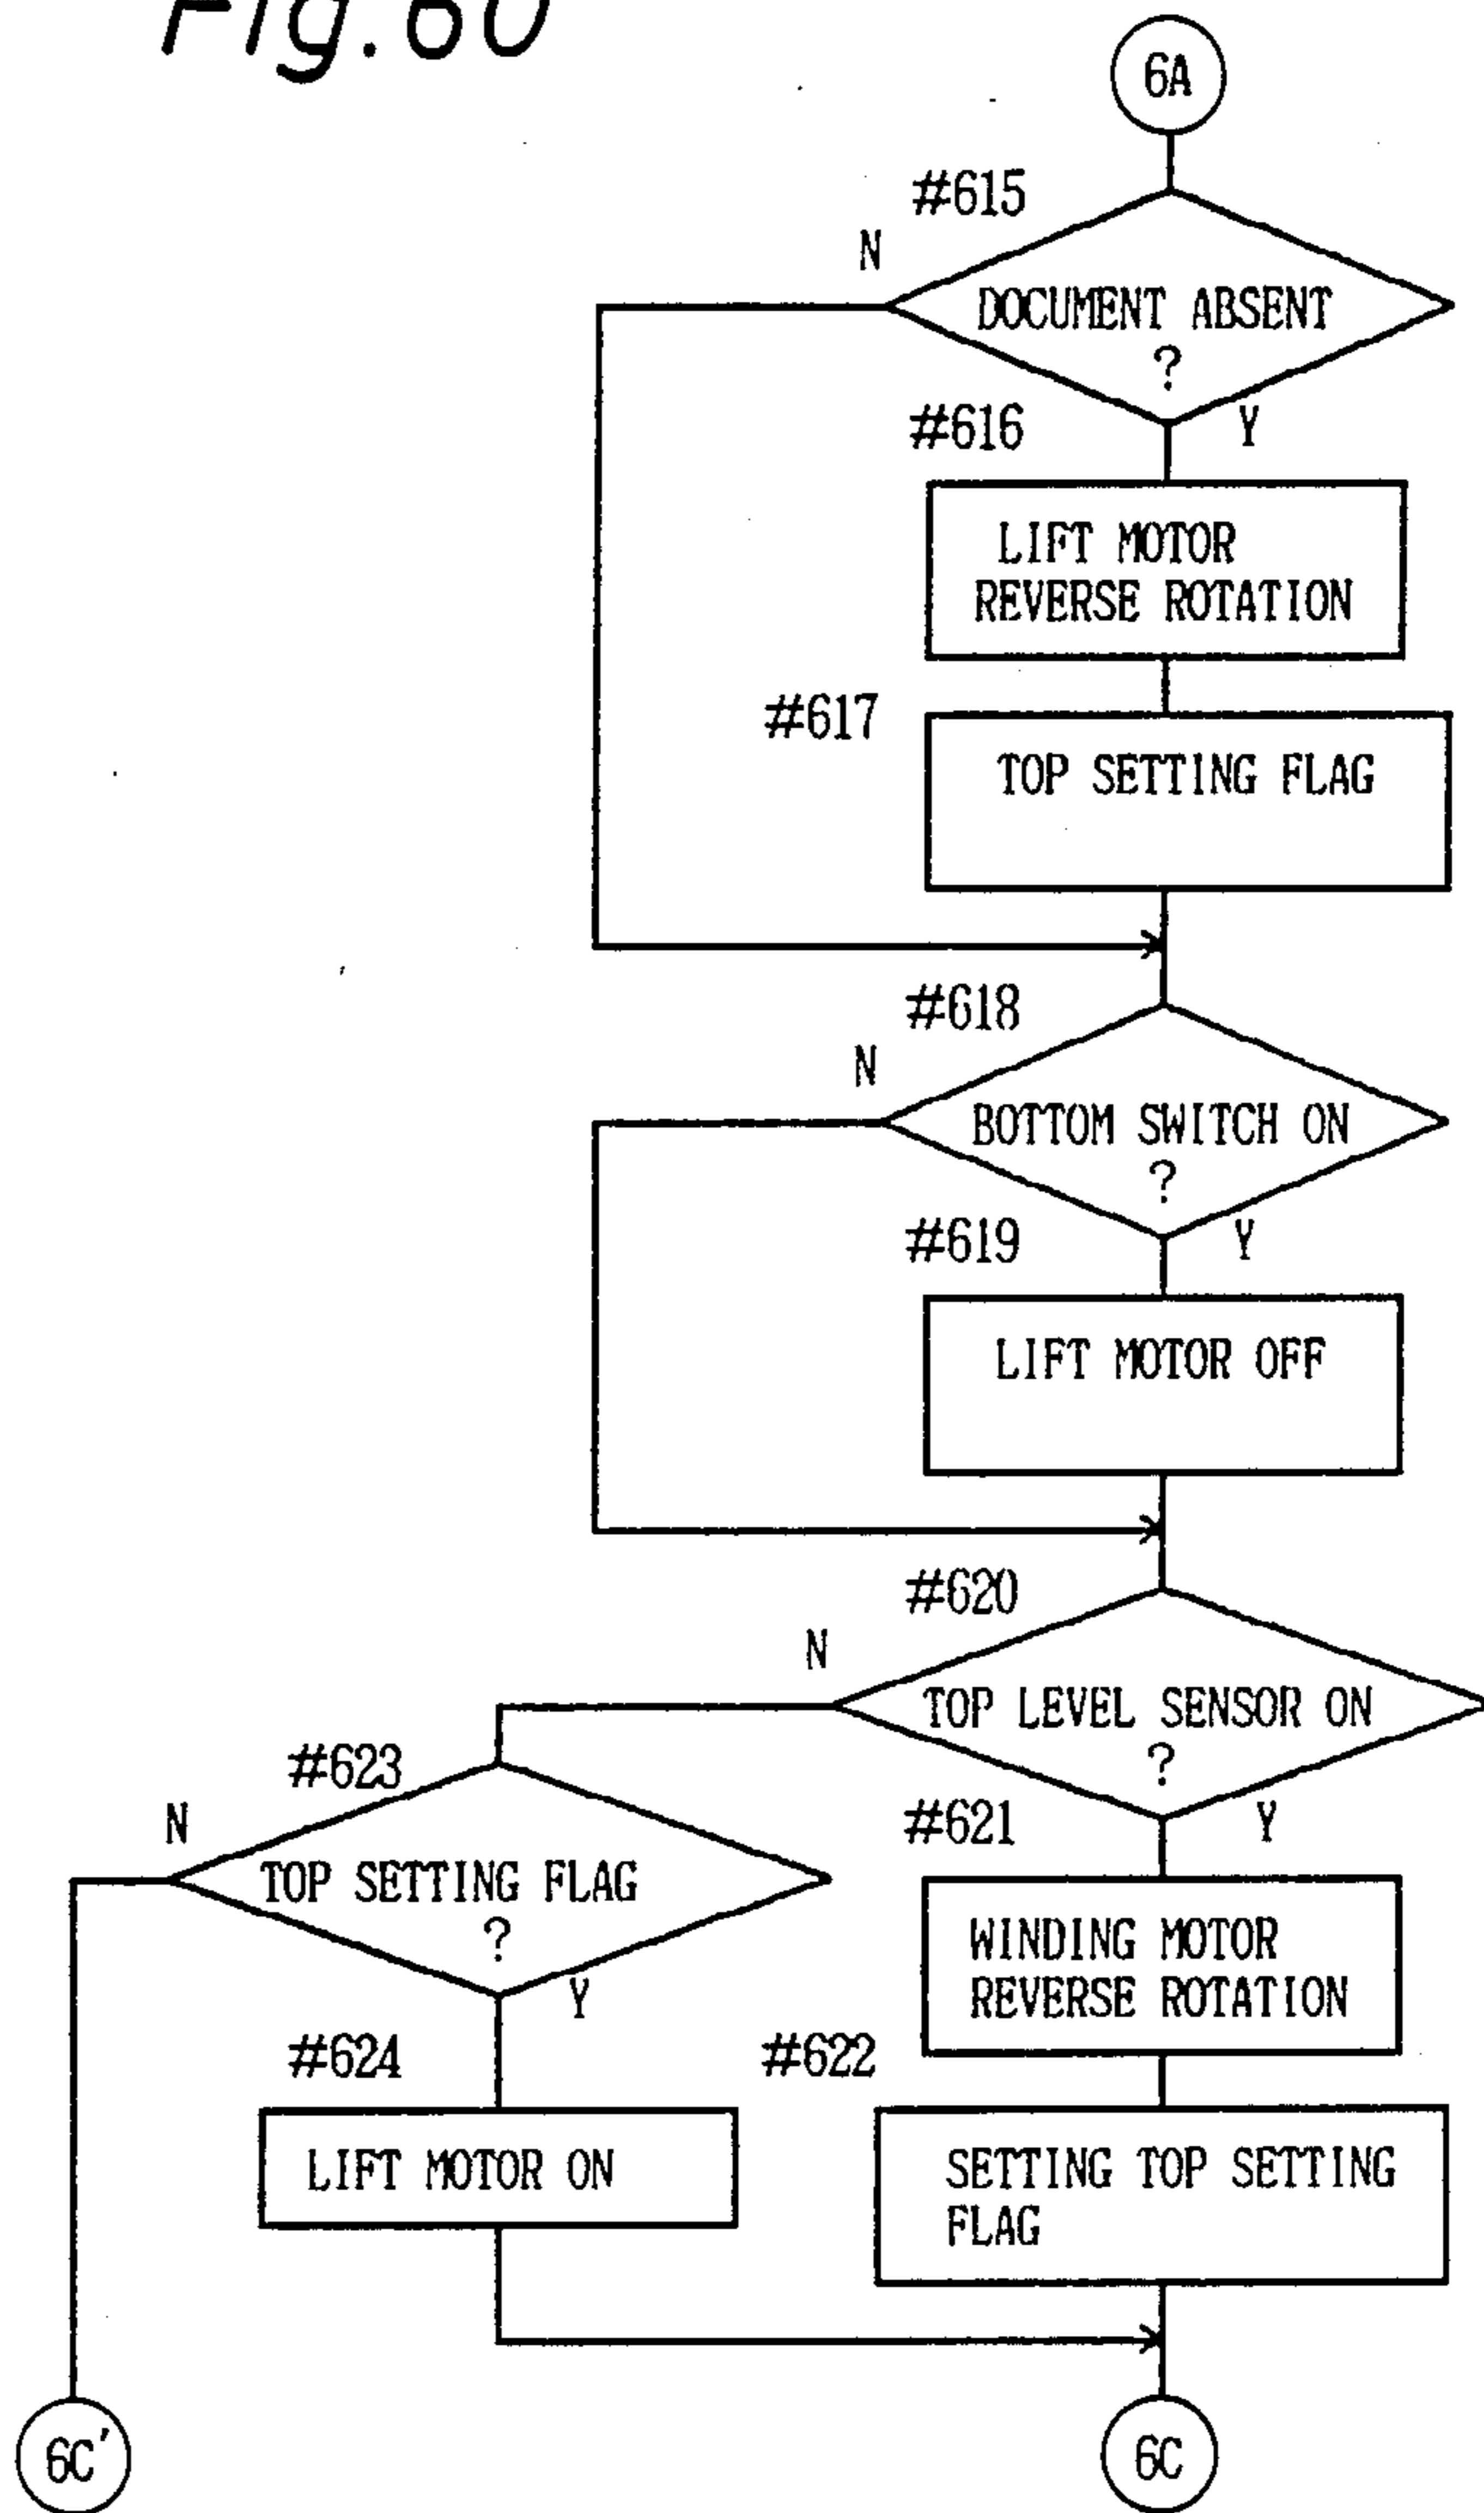 Fig. 60
6A
#615
N
DOCUMENT ABSENT
?
#616
Y
LIFT MOTOR
REVERSE ROTATION
#617
TOP SETTING FLAG
#618
N
BOTTOM SWITCH ON
?
#619
Y
LIFT MOTOR OFF
#620
N
TOP LEVEL SENSOR ON
?
#623
N
TOP SETTING FLAG
?
Y
#621
Y
WINDING MOTOR
REVERSE ROTATION
#624
LIFT MOTOR ON
#622
SETTING TOP SETTING
FLAG
6C'
6C